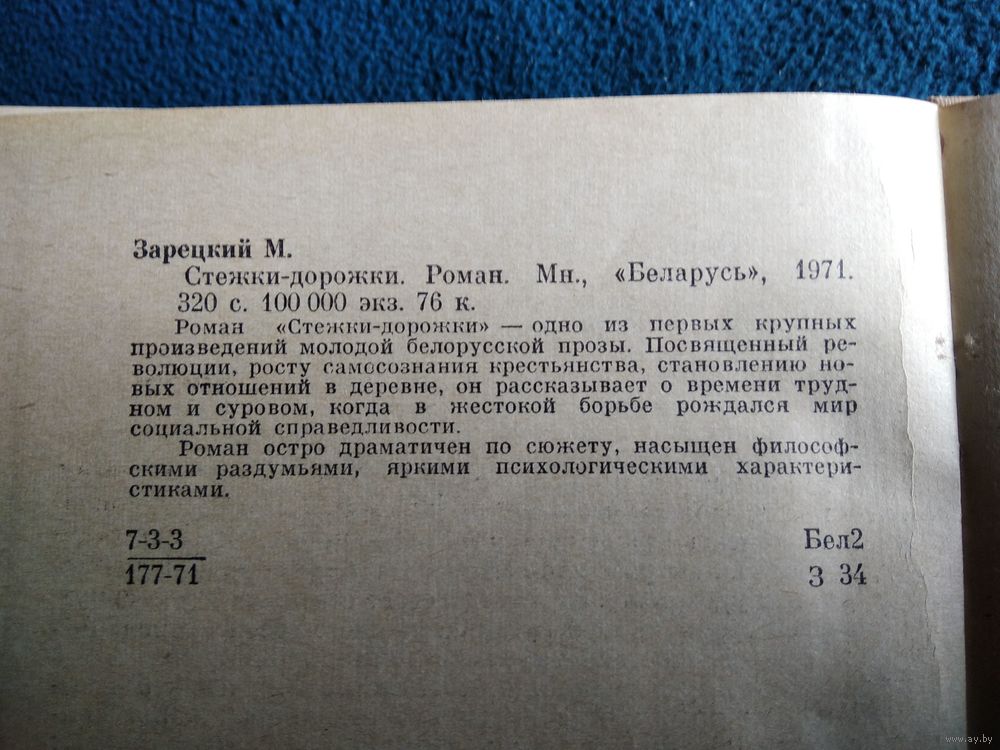 Зарецкий М.
Стежки-дорожки. Роман. Мн., «Беларусь», 1971.
320 с. 100 000 экз. 76 к.
Роман «Стежки-дорожки» — одно из первых крупных
произведений молодой белорусской прозы. Посвященный ре-
волюции, росту самосознания крестьянства, становлению но-
вых отношений в деревне, он рассказывает о времени труд-
ном и суровом, когда в жестокой борьбе рождался мир
социальной справедливости.
Роман остро драматичен по сюжету, насыщен философ-
скими раздумьями, яркими психологическими характери-
стиками.
7-3-3
177-71
Бел2
З 34
www.ay.by